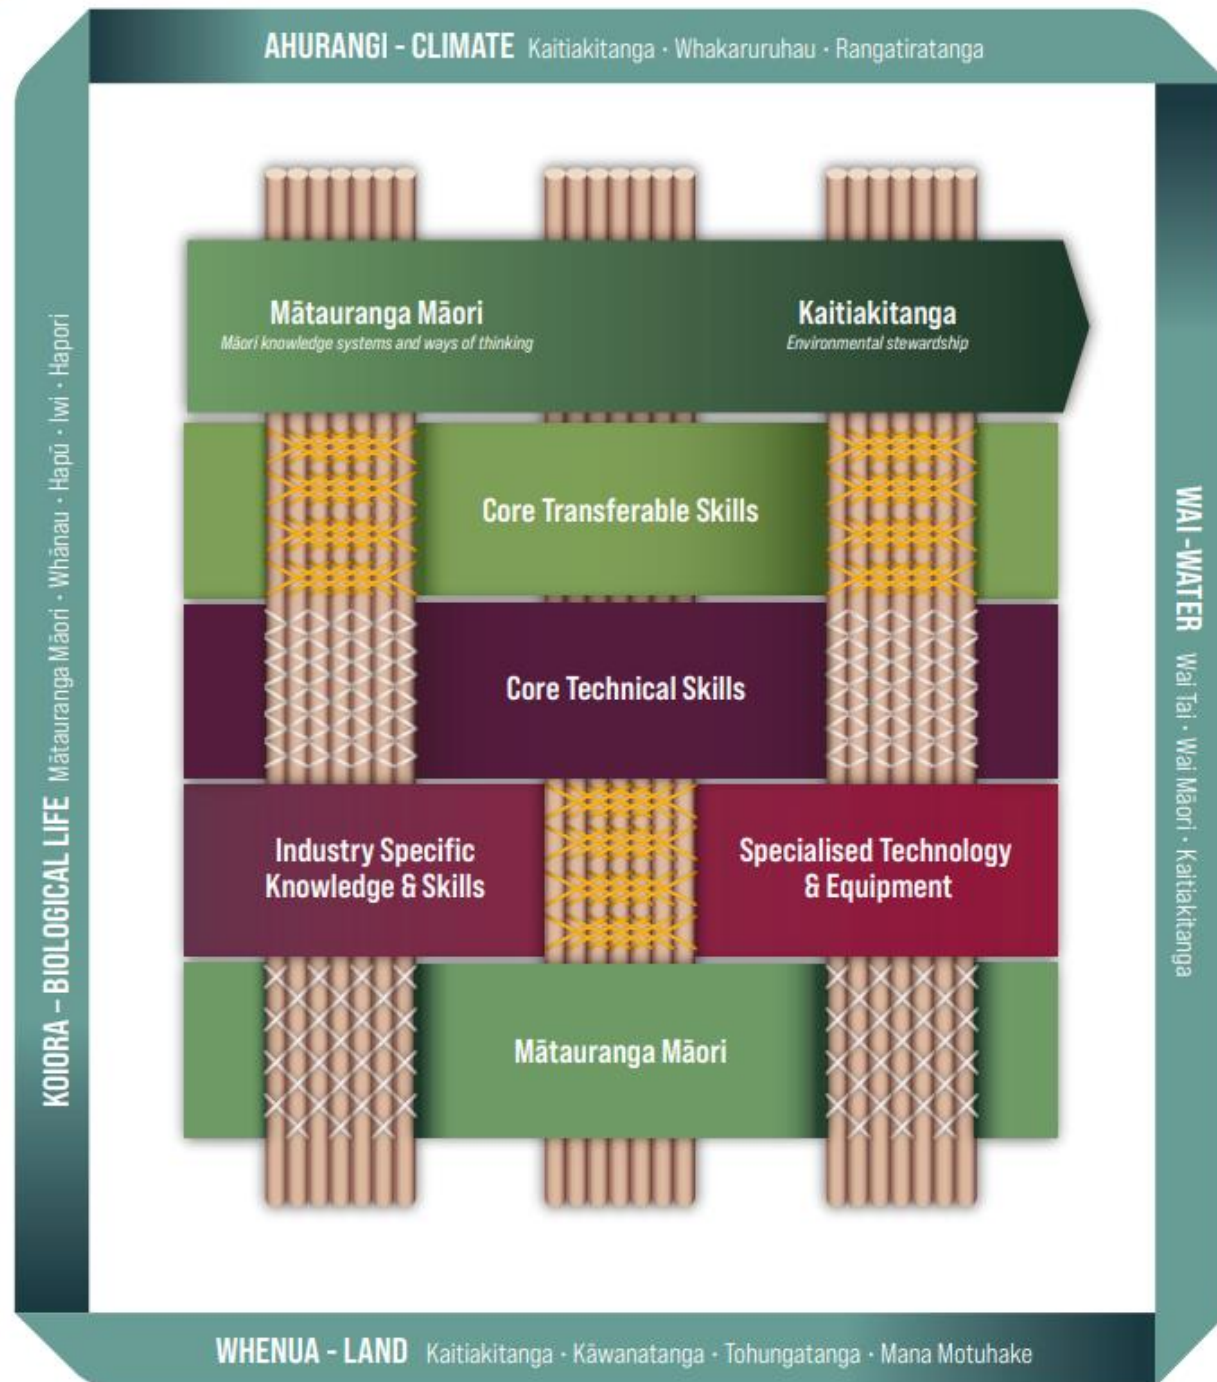 AHURANGI - CLIMATE Kaitiakitanga · Whakaruruhau · Rangatiratanga
Mātauranga Māori
Māori knowledge systems and ways of thinking
Kaitiakitanga
Environmental stewardship
Core Transferable Skills
Core Technical Skills
Industry Specific
Knowledge & Skills
Specialised Technology
& Equipment
Mātauranga Māori
KOIORA – BIOLOGICAL LIFE Mātauranga Māori · Whānau · Hapū · Iwi · Hapori
WAI -WATER Wai Tai · Wai Māori · Kaitiakitanga
WHENUA - LAND Kaitiakitanga · Kāwanatanga · Tohungatanga · Mana Motuhake